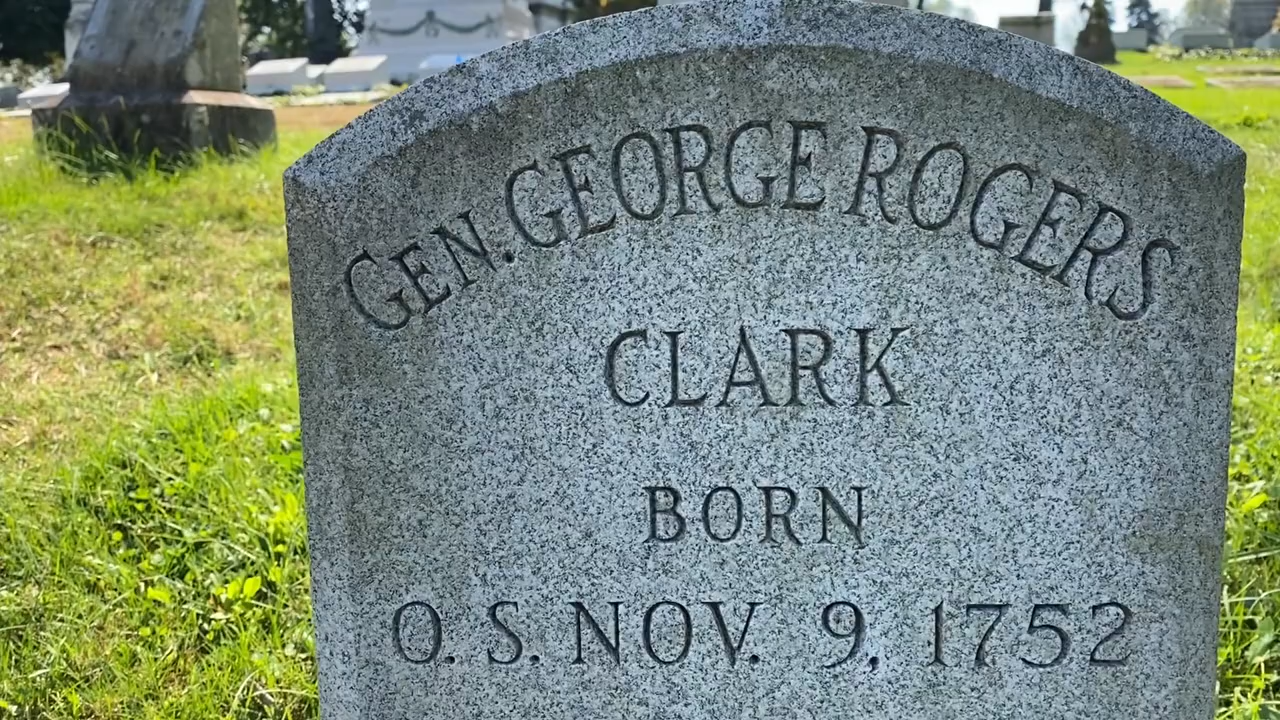 GEN. GEORGE ROGERS
CLARK
BORN
O. S. NOV. 9, 1752